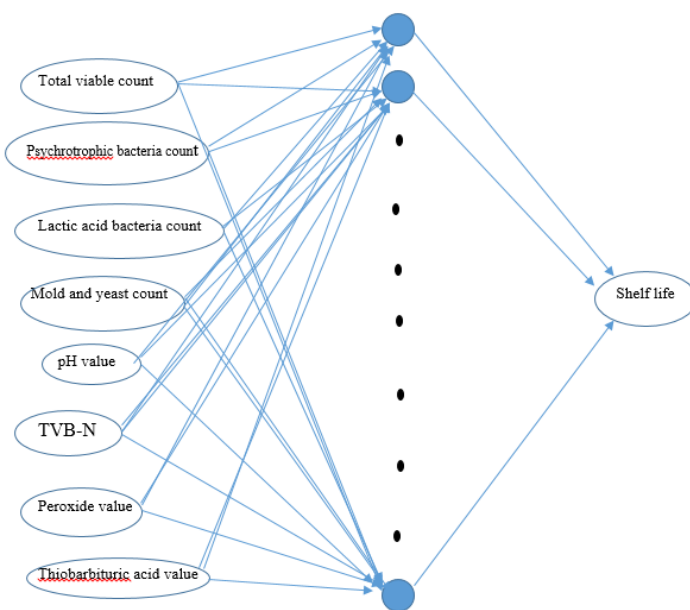 Total viable count
Psychrotrophic bacteria count
Lactic acid bacteria count
Mold and yeast count
Shelf life
pH value
TVB-N
Peroxide value
Thiobarbituric acid value